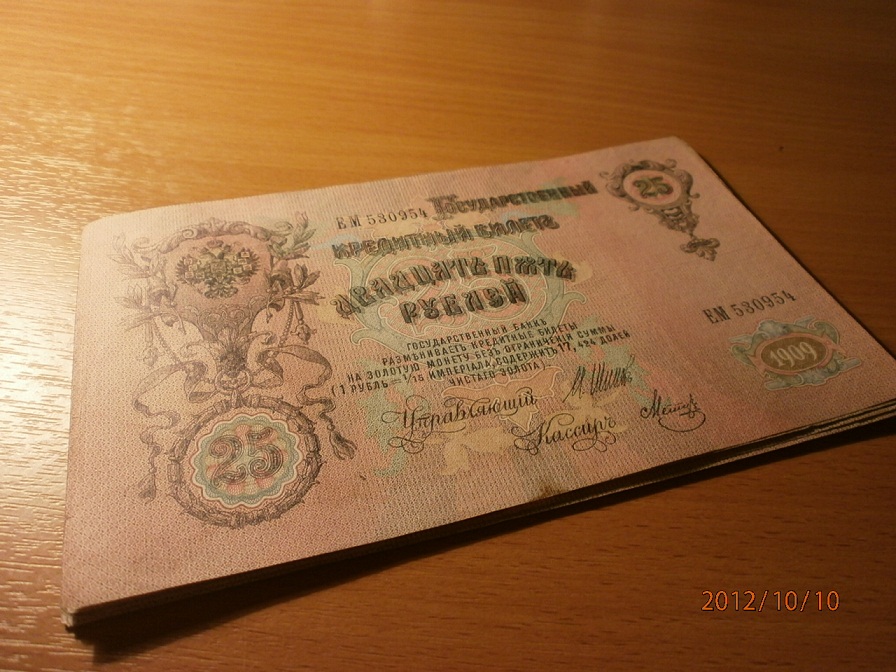 ЕМ 530954 Государственный
25
кредитный билетъ
двадцать пять
рублей
ГОСУДАРСТВЕННЫЙ БАНКЪ
РАЗМѢНИВАЕТЪ КРЕДИТНЫЕ БИЛЕТЫ
НА ЗОЛОТУЮ МОНЕТУ БЕЗЪ ОГРАНИЧЕНІЯ СУММЫ
(1 РУБЛЬ = 1/15 ИМПЕРІАЛА, СОДЕРЖИТЪ 17,424 ДОЛЕЙ
ЧИСТАГО ЗОЛОТА)
ЕМ 530954
1909
Управляющій
Кассиръ
25
2012/10/10